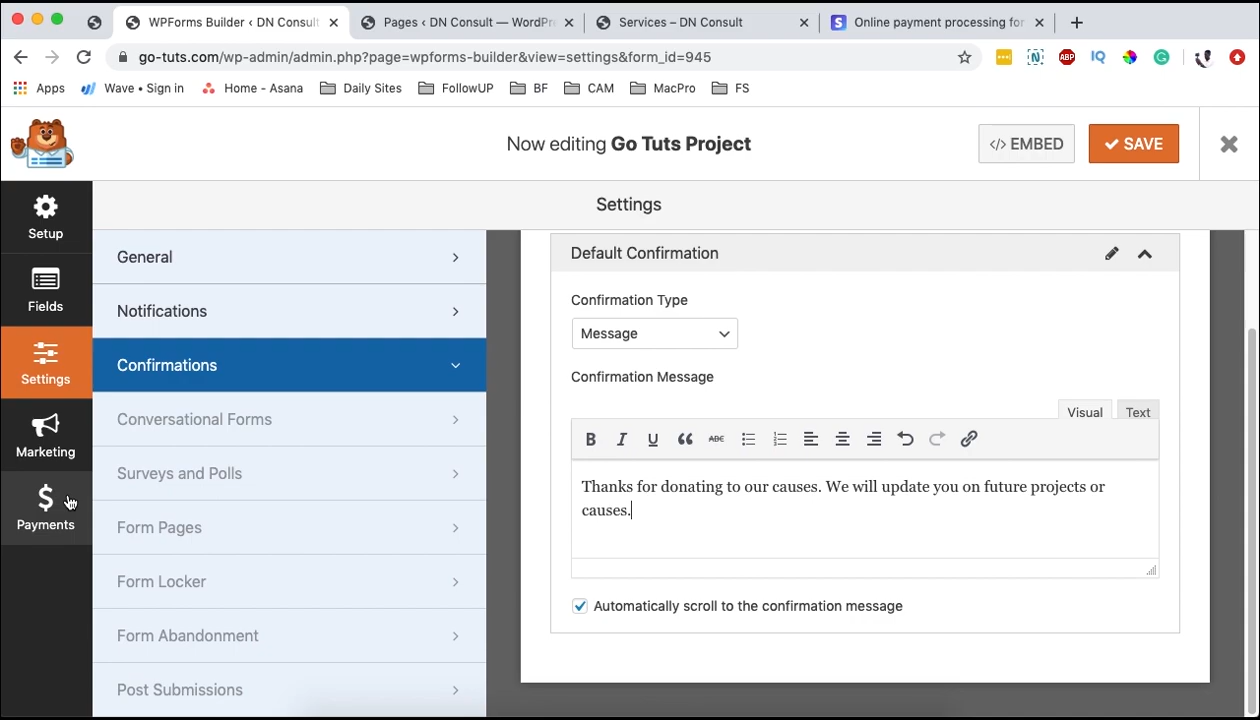 WPForms Builder < DN Consult
Pages < DN Consult — WordPre
Services – DN Consult
Online payment processing for
go-tuts.com/wp-admin/admin.php?page=wpforms-builder&view=settings&form_id=945
Apps
Wave • Sign in
Home - Asana
Daily Sites
FollowUP
BF
CAM
MacPro
FS
Now editing Go Tuts Project
</> EMBED
SAVE
Settings
Setup
Fields
Settings
Marketing
Payments
General
Notifications
Confirmations
Conversational Forms
Surveys and Polls
Form Pages
Form Locker
Form Abandonment
Post Submissions
Default Confirmation
Confirmation Type
Message
Confirmation Message
Visual
Text
B I U ABC
Thanks for donating to our causes. We will update you on future projects or
causes.
Automatically scroll to the confirmation message